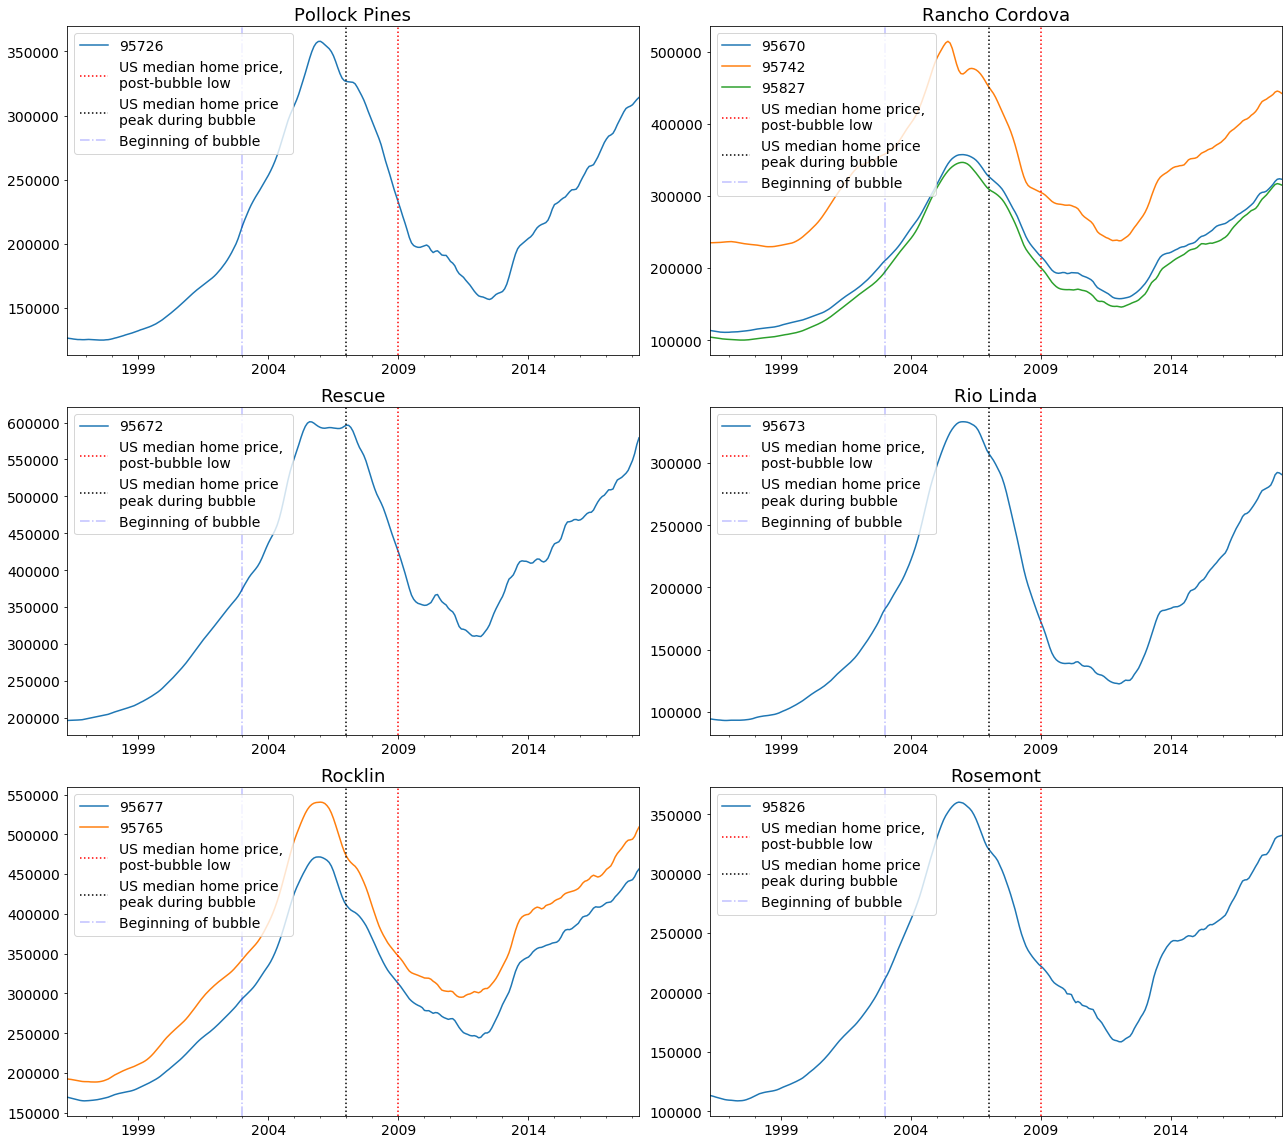 Pollock Pines
350000
300000
250000
200000
150000
95726
US median home price,
post-bubble low
US median home price
peak during bubble
Beginning of bubble
1999 2004 2009 2014
Rancho Cordova
500000
400000
300000
200000
100000
95670
95742
95827
US median home price,
post-bubble low
US median home price
peak during bubble
Beginning of bubble
1999 2004 2009 2014
Rescue
600000
550000
500000
450000
400000
350000
300000
250000
200000
95672
US median home price,
post-bubble low
US median home price
peak during bubble
Beginning of bubble
1999 2004 2009 2014
Rio Linda
300000
250000
200000
150000
100000
95673
US median home price,
post-bubble low
US median home price
peak during bubble
Beginning of bubble
1999 2004 2009 2014
Rocklin
550000
500000
450000
400000
350000
300000
250000
200000
150000
95677
95765
US median home price,
post-bubble low
US median home price
peak during bubble
Beginning of bubble
1999 2004 2009 2014
Rosemont
350000
300000
250000
200000
150000
100000
95826
US median home price,
post-bubble low
US median home price
peak during bubble
Beginning of bubble
1999 2004 2009 2014